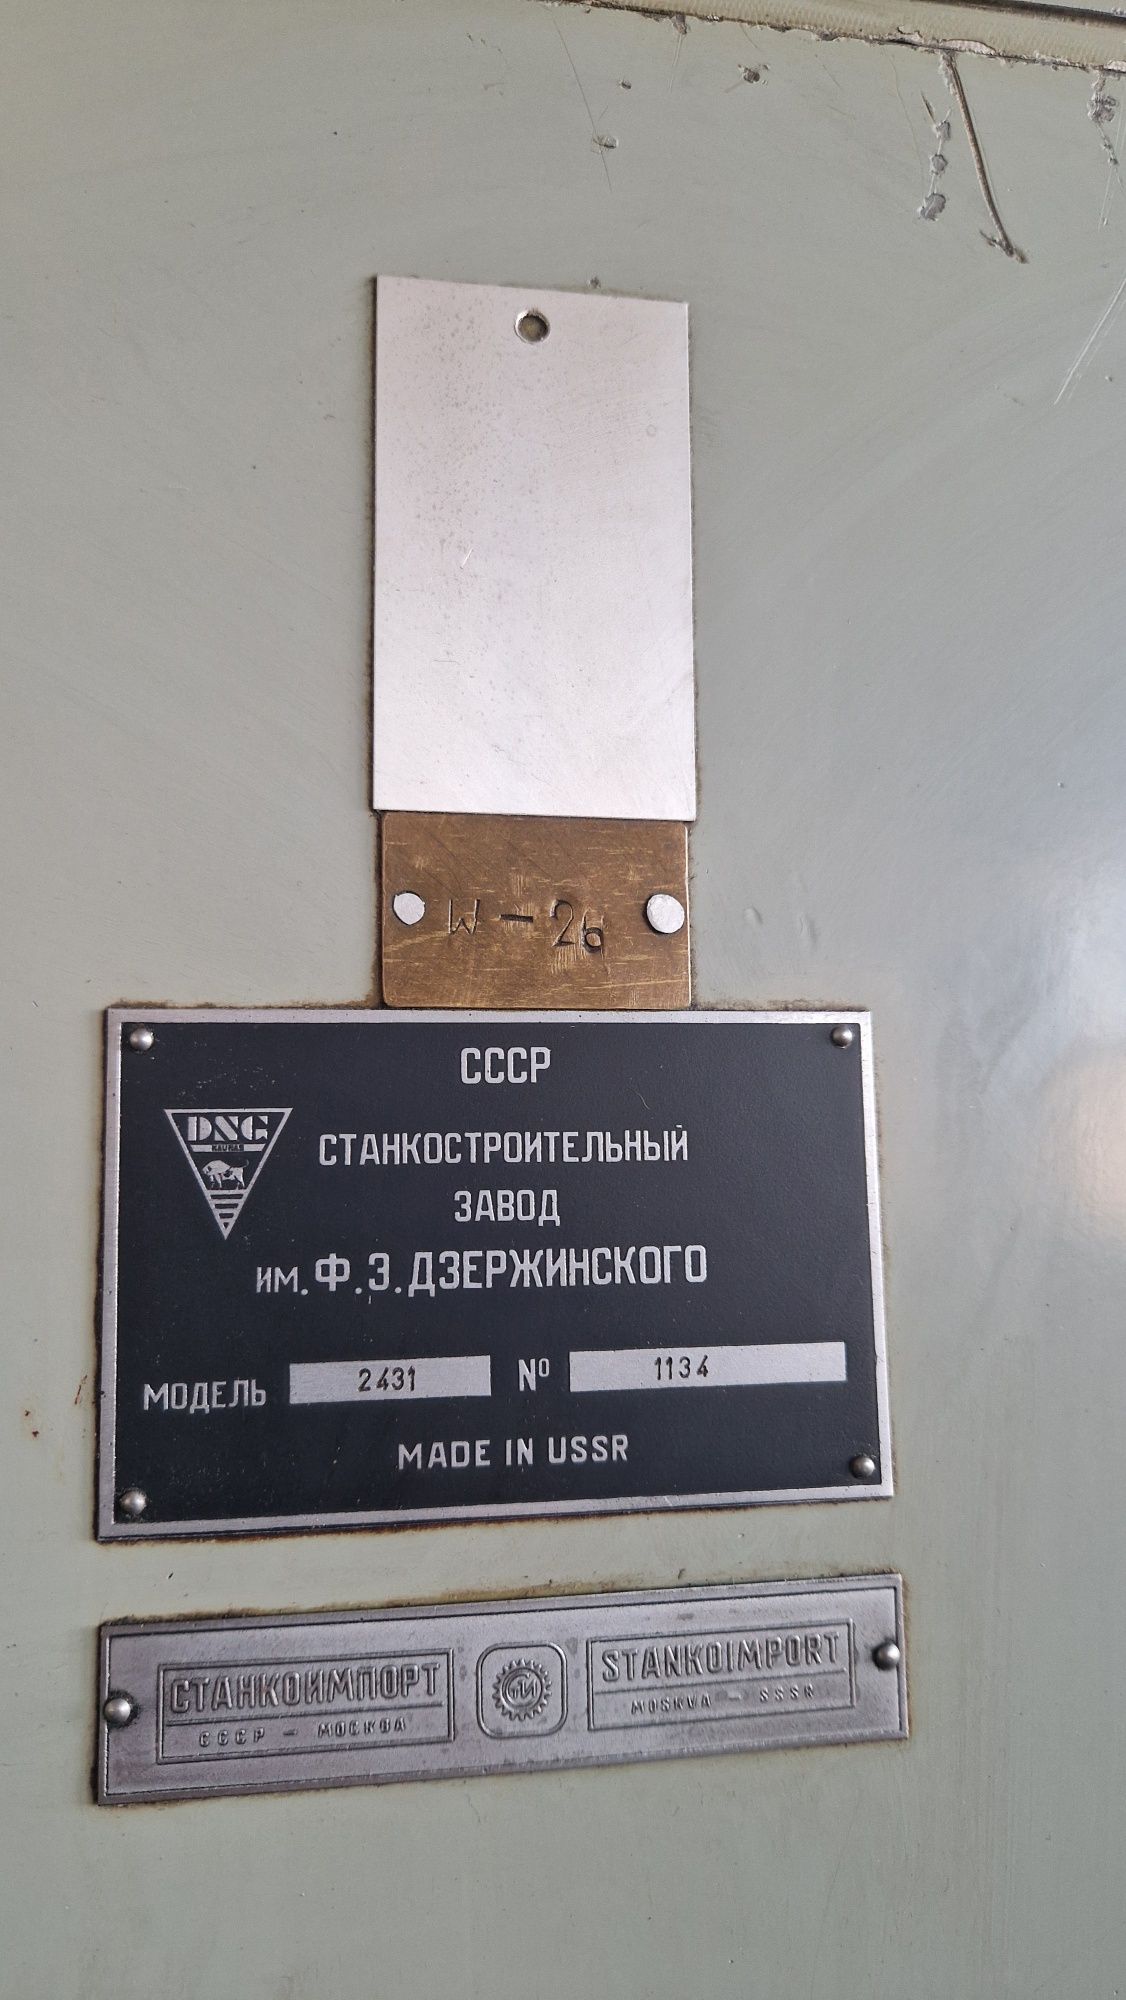 W-26
СССР
DNG
KAUNAS
СТАНКОСТРОИТЕЛЬНЫЙ
ЗАВОД
ИМ. Ф.Э.ДЗЕРЖИНСКОГО
МОДЕЛЬ 2431 № 1134
MADE IN USSR
СТАНКОИМПОРТ
СССР - МОСКВА
STANKOIMPORT
MOSKVA - SSSR